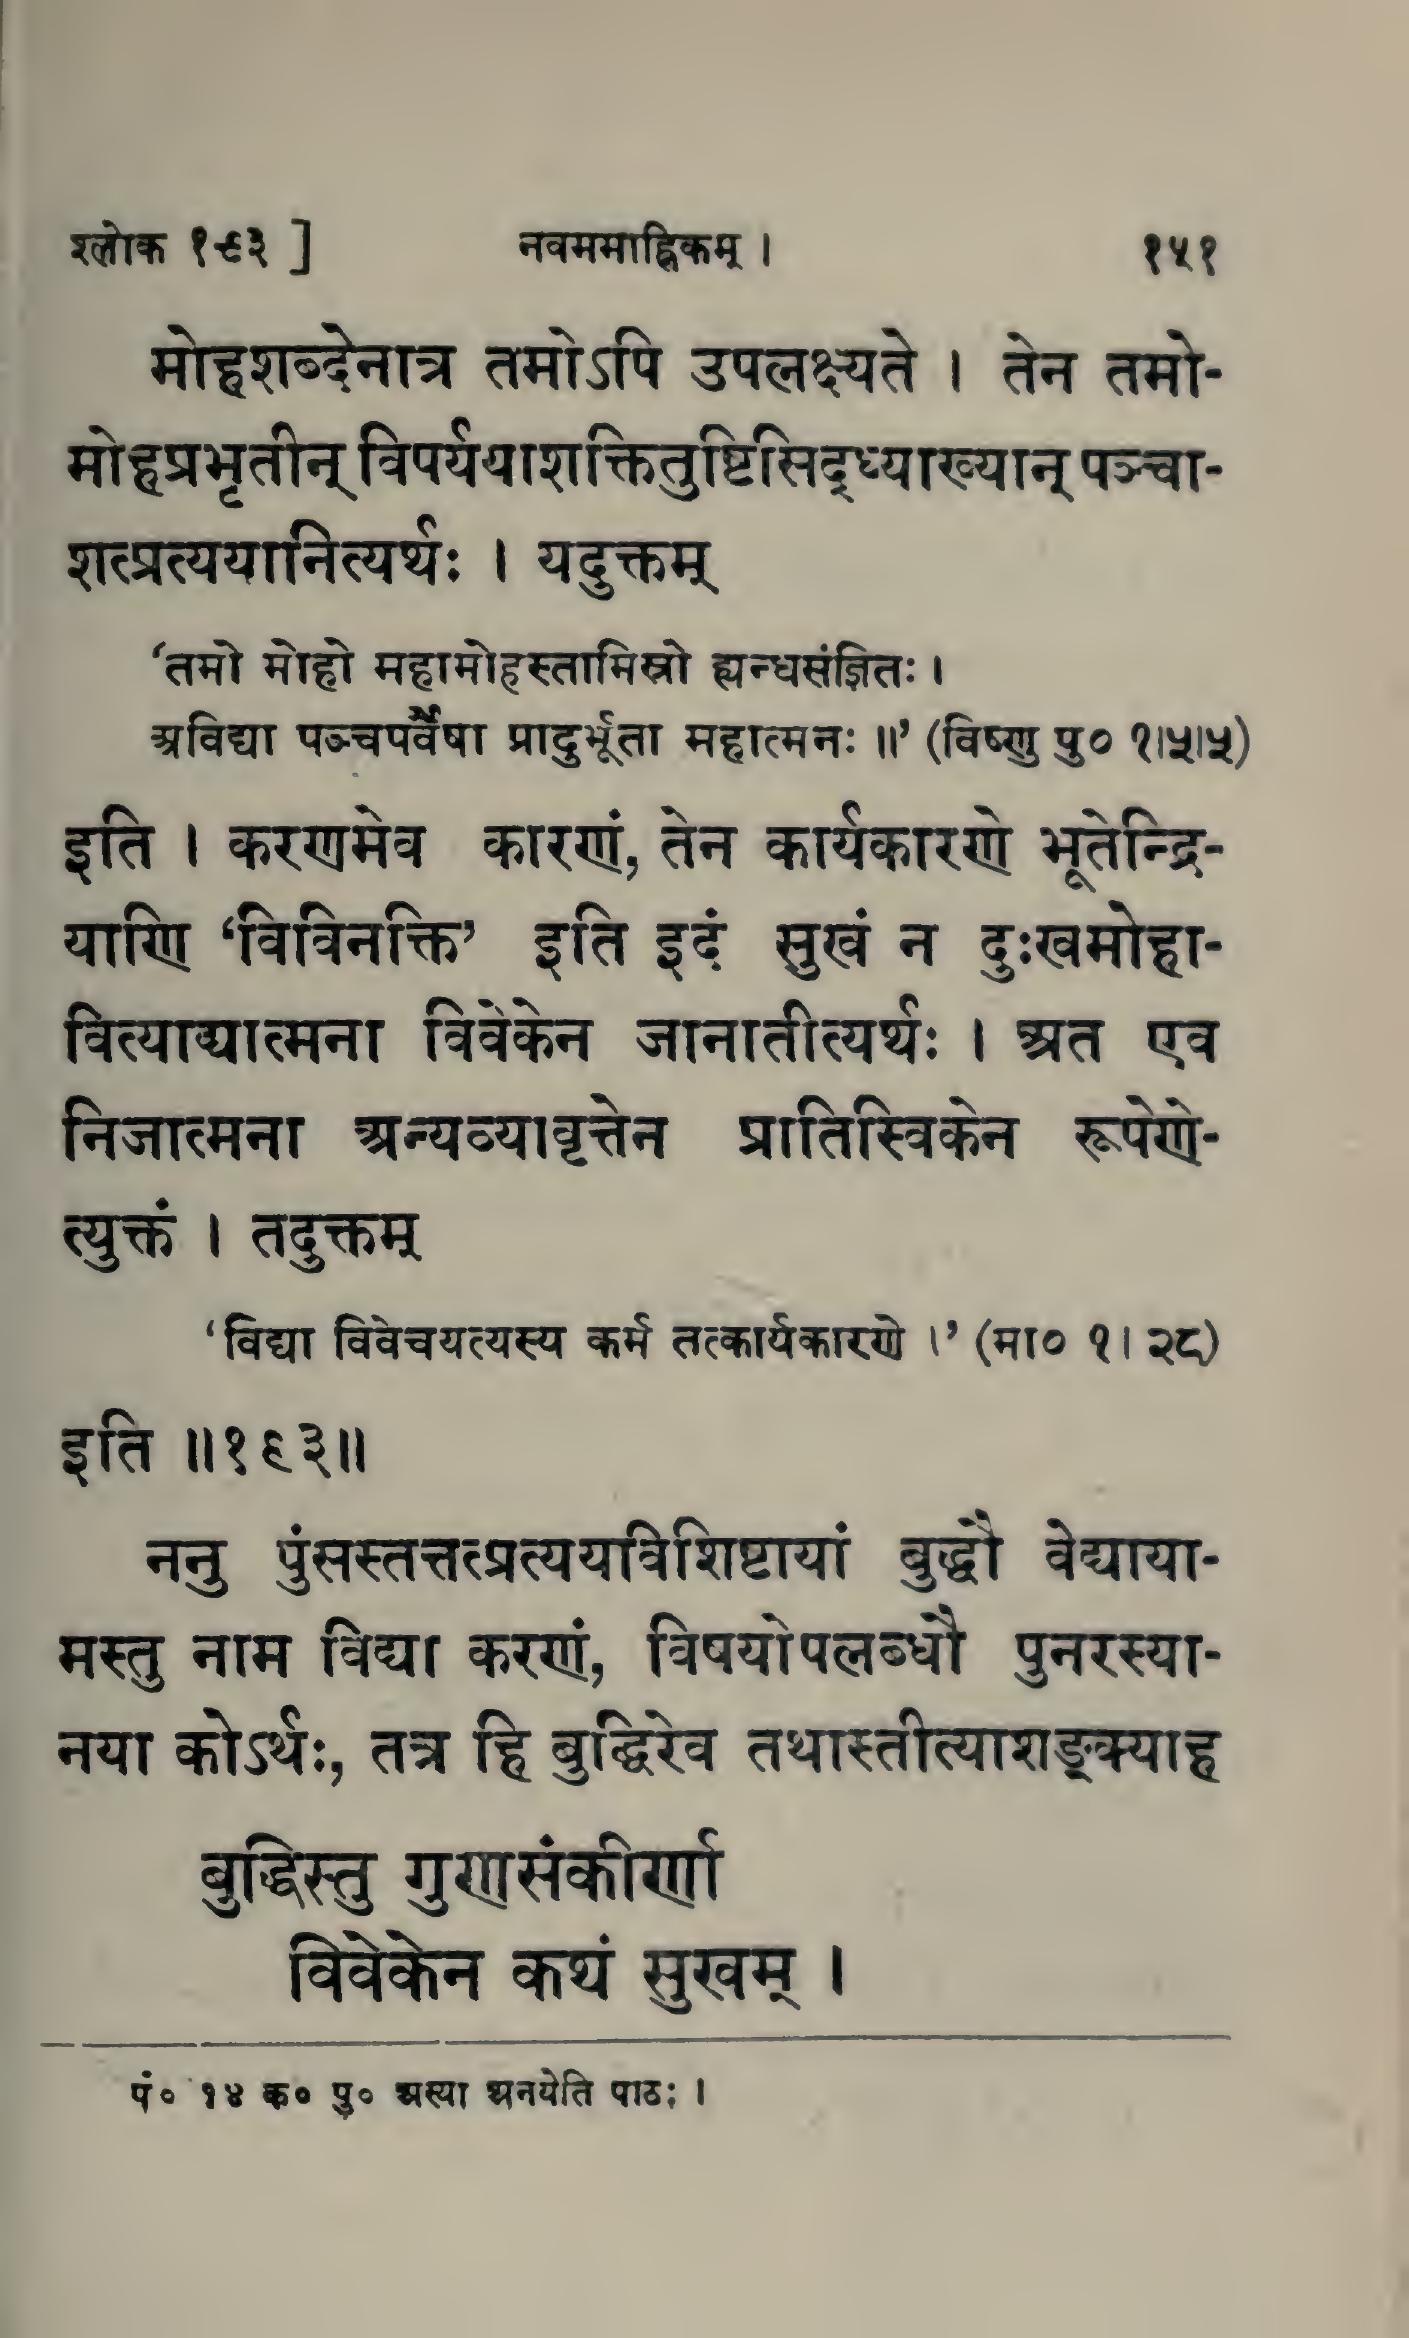 श्लोक १९३ ] नवममाह्निकम् । १५१
मोहशब्देनात्र तमोऽपि उपलक्ष्यते । तेन तमो-
मोहप्रभृतीन् विपर्ययाशक्तितुष्टिसिद्ध्याख्यान् पञ्चा-
शत्प्रत्ययानित्यर्थः । यदुक्तम्
‘तमो मोहो महामोहस्तामिस्रो ह्यन्धसंज्ञितः ।
अविद्या पञ्चपर्वैषा प्रादुर्भूता महात्मनः ॥’ (विष्णु पु० १।५।५)
इति । करणमेव कारणं, तेन कार्यकारणे भूतेन्द्रि-
याणि ‘विविनक्ति’ इति इदं सुखं न दुःखमोहा-
वित्याद्यात्मना विवेकेन जानातीत्यर्थः । अत एव
निजात्मना अन्यव्यावृत्तेन प्रातिस्विकेन रूपेणे-
त्युक्तं । तदुक्तम्
‘विद्या विवेचयत्यस्य कर्म तत्कार्यकारणे ।’ (मा० १। २८)
इति ॥१९३॥
ननु पुंसस्तत्तत्प्रत्ययविशिष्टायां बुद्धौ वेद्याया-
मस्तु नाम विद्या करणं, विषयोपलब्धौ पुनरस्या-
नया कोऽर्थः, तत्र हि बुद्धिरेव तथास्तीत्याशङ्क्याह
बुद्धिस्तु गुणसंकीर्णा
विवेकेन कथं सुखम् ।
पं० १४ क० पु० अस्या अनयेति पाठः ।